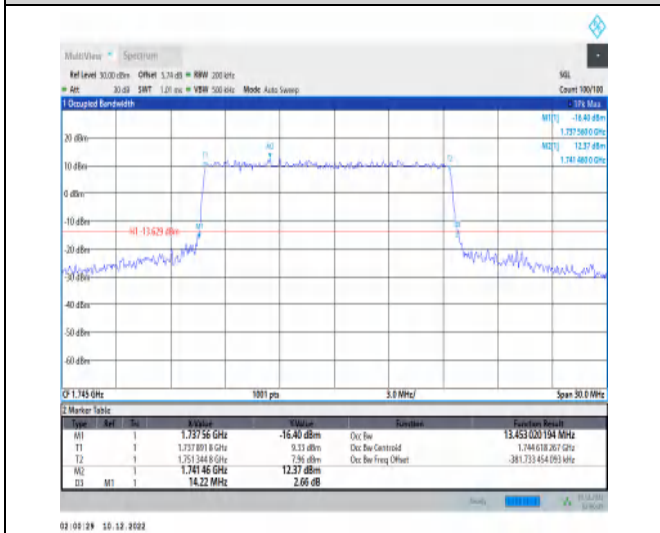 MultiView Spectrum
Ref Level 30.00 dBm Offset 5.74 dB RBW 200 kHz SGL
Att 30 dB SWT 1.01 ms VBW 500 kHz Mode Auto Sweep Count 100/100
1 Occupied Bandwidth 1Pk Max
M1[1] -16.40 dBm
1.737 560 0 GHz
20 dBm M2[1] 12.37 dBm
1.741 460 0 GHz
T1 M2 T2
10 dBm
0 dBm
-10 dBm
H1 -13.629 dBm
-20 dBm
-30 dBm
-40 dBm
-50 dBm
-60 dBm
CF 1.745 GHz 1001 pts 3.0 MHz/ Span 30.0 MHz
2 Marker Table
Type Ref Trc X-Value Y-Value Function Function Result
M1 1 1.737 56 GHz -16.40 dBm Occ Bw 13.453 020 194 MHz
T1 1 1.737 891 8 GHz 9.33 dBm Occ Bw Centroid 1.744 618 267 GHz
T2 1 1.751 344 8 GHz 7.96 dBm Occ Bw Freq Offset -381.733 454 093 kHz
M2 1 1.741 46 GHz 12.37 dBm
D3 M1 1 14.22 MHz 2.66 dB
Ready
02:00:29 10.12.2022